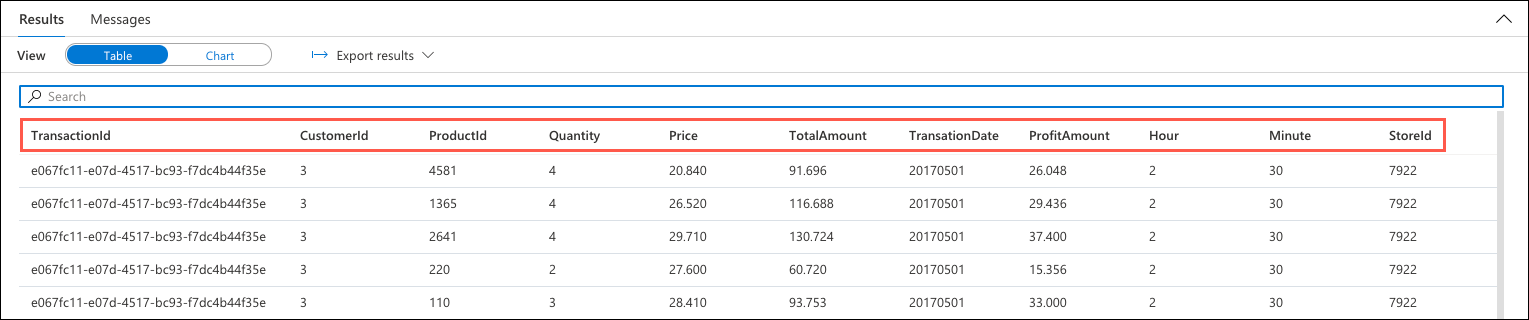 Results Messages
View Table Chart Export results
Search
TransactionId CustomerId ProductId Quantity Price TotalAmount TransationDate ProfitAmount Hour Minute StoreId
e067fc11-e07d-4517-bc93-f7dc4b44f35e 3 4581 4 20.840 91.696 20170501 26.048 2 30 7922
e067fc11-e07d-4517-bc93-f7dc4b44f35e 3 1365 4 26.520 116.688 20170501 29.436 2 30 7922
e067fc11-e07d-4517-bc93-f7dc4b44f35e 3 2641 4 29.710 130.724 20170501 37.400 2 30 7922
e067fc11-e07d-4517-bc93-f7dc4b44f35e 3 220 2 27.600 60.720 20170501 15.356 2 30 7922
e067fc11-e07d-4517-bc93-f7dc4b44f35e 3 110 3 28.410 93.753 20170501 33.000 2 30 7922